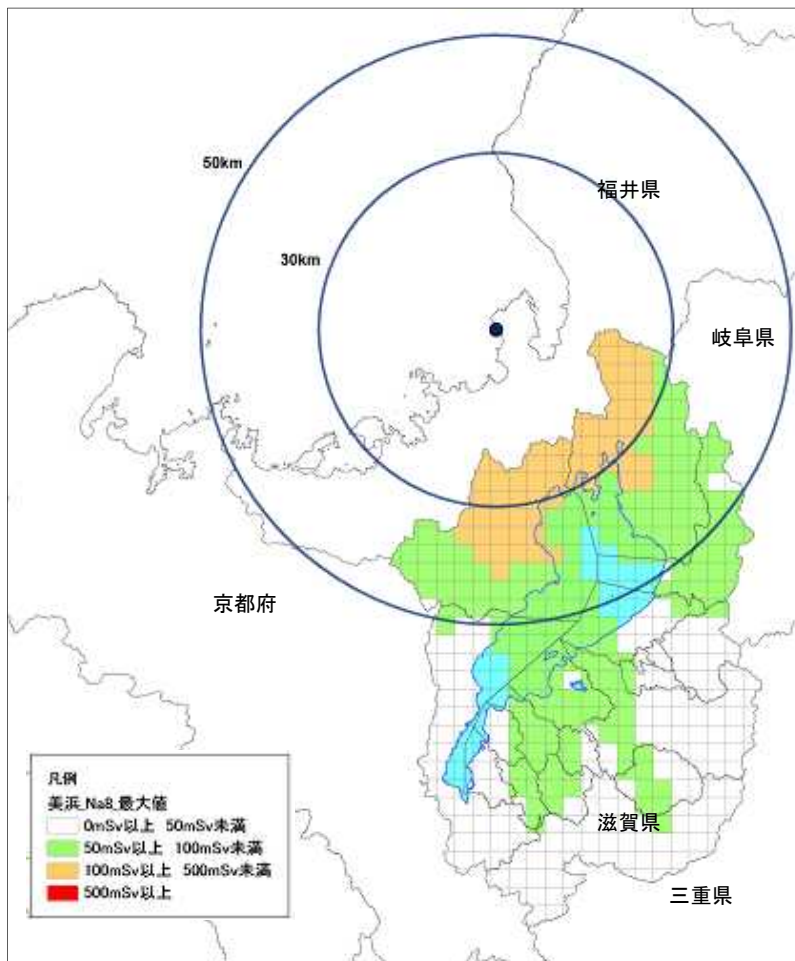 50km
福井県
30km
岐阜県
京都府
凡例
美浜_Na8_最大値
0mSv以上 50mSv未満
50mSv以上 100mSv未満
100mSv以上 500mSv未満
500mSv以上
滋賀県
三重県